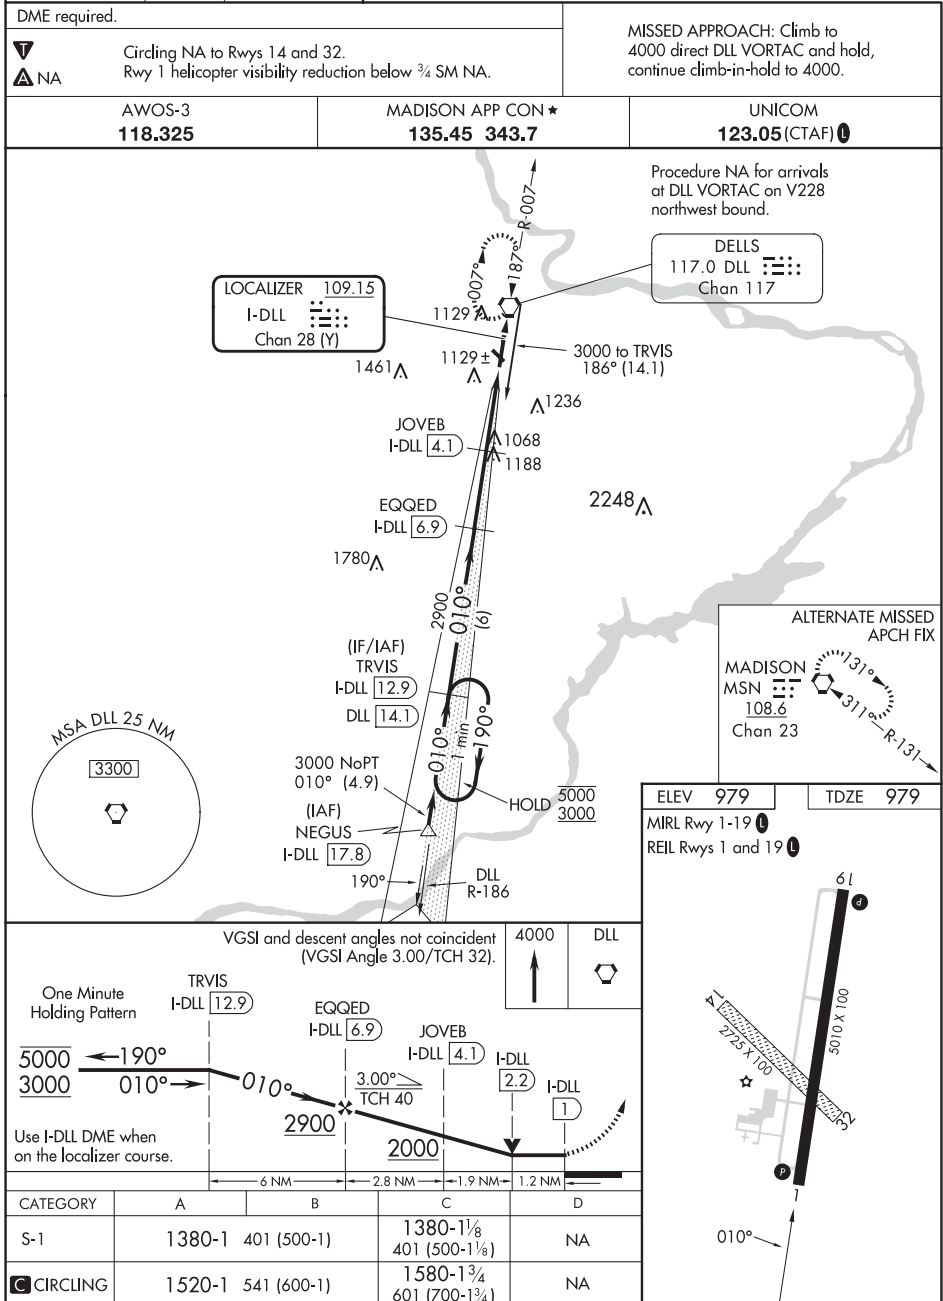 DME required.
T
A NA
Circling NA to Rwys 14 and 32.
Rwy 1 helicopter visibility reduction below ¾ SM NA.
MISSED APPROACH: Climb to
4000 direct DLL VORTAC and hold,
continue climb-in-hold to 4000.
AWOS-3
118.325
MADISON APP CON ★
135.45 343.7
UNICOM
123.05 (CTAF) L
Procedure NA for arrivals
at DLL VORTAC on V228
northwest bound.
R-007
187°
007°
DELLS
117.0 DLL
Chan 117
LOCALIZER 109.15
I-DLL
Chan 28 (Y)
1129
1129 ±
1461
3000 to TRVIS
186° (14.1)
1236
JOVEB
I-DLL 4.1
1068
1188
EQQED
I-DLL 6.9
2248
1780
2900
010°
(6)
(IF/IAF)
TRVIS
I-DLL 12.9
DLL 14.1
010°
1 min
190°
3000 NoPT
010° (4.9)
(IAF)
NEGUS
I-DLL 17.8
HOLD 5000
3000
190°
DLL
R-186
MSA DLL 25 NM
3300
ALTERNATE MISSED
APCH FIX
MADISON
MSN
108.6
Chan 23
131°
311°
R-131
ELEV 979
TDZE 979
MIRL Rwy 1-19 L
REIL Rwys 1 and 19 L
19
P
5010 X 100
14
2725 X 100
32
P
1
010°
VGSI and descent angles not coincident
(VGSI Angle 3.00/TCH 32).
4000
DLL
One Minute
Holding Pattern
TRVIS
I-DLL 12.9
EQQED
I-DLL 6.9
JOVEB
I-DLL 4.1
I-DLL
2.2
I-DLL
1
5000
3000
190°
010°
010°
3.00°
TCH 40
2900
2000
Use I-DLL DME when
on the localizer course.
6 NM
2.8 NM
1.9 NM
1.2 NM
CATEGORY A B C D
S-1 1380-1 401 (500-1) 1380-1⅛ NA
401 (500-1⅛)
C CIRCLING 1520-1 541 (600-1) 1580-1¾ NA
601 (700-1¾)